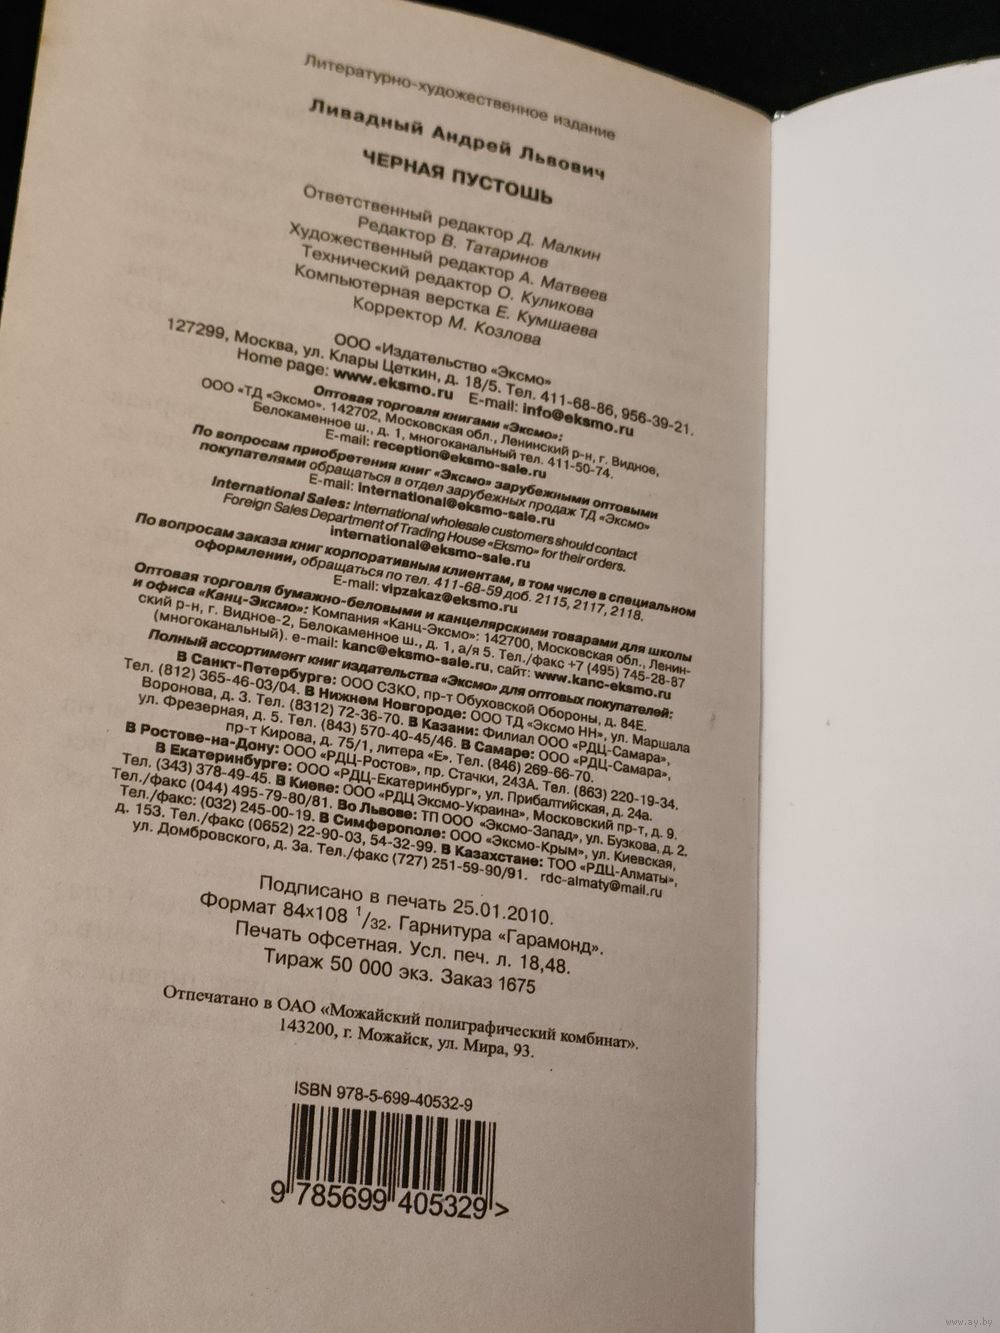 Литературно-художественное издание
Ливадный Андрей Львович
ЧЕРНАЯ ПУСТОШЬ
Ответственный редактор Д. Малкин
Редактор В. Татаринов
Художественный редактор А. Матвеев
Технический редактор О. Куликова
Компьютерная верстка Е. Кумшаева
Корректор М. Козлова
ООО «Издательство «Эксмо»
127299, Москва, ул. Клары Цеткин, д. 18/5. Тел. 411-68-86, 956-39-21.
Home page: www.eksmo.ru E-mail: info@eksmo.ru
Оптовая торговля книгами «Эксмо»:
ООО «ТД «Эксмо». 142702, Московская обл., Ленинский р-н, г. Видное,
Белокаменное ш., д. 1, многоканальный тел. 411-50-74.
E-mail: reception@eksmo-sale.ru
По вопросам приобретения книг «Эксмо» зарубежными оптовыми
покупателями обращаться в отдел зарубежных продаж ТД «Эксмо»
E-mail: international@eksmo-sale.ru
International Sales: International wholesale customers should contact
Foreign Sales Department of Trading House «Eksmo» for their orders.
international@eksmo-sale.ru
По вопросам заказа книг корпоративным клиентам, в том числе в специальном
оформлении, обращаться по тел. 411-68-59 доб. 2115, 2117, 2118.
E-mail: vipzakaz@eksmo.ru
Оптовая торговля бумажно-беловыми и канцелярскими товарами для школы
и офиса «Канц-Эксмо»: Компания «Канц-Эксмо»: 142700, Московская обл., Ленин-
ский р-н, г. Видное-2, Белокаменное ш., д. 1, а/я 5. Тел./факс +7 (495) 745-28-87
(многоканальный). e-mail: kanc@eksmo-sale.ru, сайт: www.kanc-eksmo.ru
Полный ассортимент книг издательства «Эксмо» для оптовых покупателей:
В Санкт-Петербурге: ООО СЗКО, пр-т Обуховской Обороны, д. 84Е.
Тел. (812) 365-46-03/04. В Нижнем Новгороде: ООО ТД «Эксмо НН», ул. Маршала
Воронова, д. 3. Тел. (8312) 72-36-70. В Казани: Филиал ООО «РДЦ-Самара»,
ул. Фрезерная, д. 5. Тел. (843) 570-40-45/46. В Самаре: ООО «РДЦ-Самара»,
пр-т Кирова, д. 75/1, литера «Е». Тел. (846) 269-66-70.
В Ростове-на-Дону: ООО «РДЦ-Ростов», пр. Стачки, 243А. Тел. (863) 220-19-34.
В Екатеринбурге: ООО «РДЦ-Екатеринбург», ул. Прибалтийская, д. 24а.
Тел. (343) 378-49-45. В Киеве: ООО «РДЦ Эксмо-Украина», Московский пр-т, д. 9.
Тел./факс (044) 495-79-80/81. Во Львове: ТП ООО «Эксмо-Запад», ул. Бузкова, д. 2.
Тел./факс: (032) 245-00-19. В Симферополе: ООО «Эксмо-Крым», ул. Киевская,
д. 153. Тел./факс (0652) 22-90-03, 54-32-99. В Казахстане: ТОО «РДЦ-Алматы»,
ул. Домбровского, д. 3а. Тел./факс (727) 251-59-90/91. rdc-almaty@mail.ru
Подписано в печать 25.01.2010.
Формат 84x108 1/32. Гарнитура «Гарамонд».
Печать офсетная. Усл. печ. л. 18,48.
Тираж 50 000 экз. Заказ 1675
Отпечатано в ОАО «Можайский полиграфический комбинат».
143200, г. Можайск, ул. Мира, 93.
ISBN 978-5-699-40532-9
9 785699 405329 >
www.ay.by